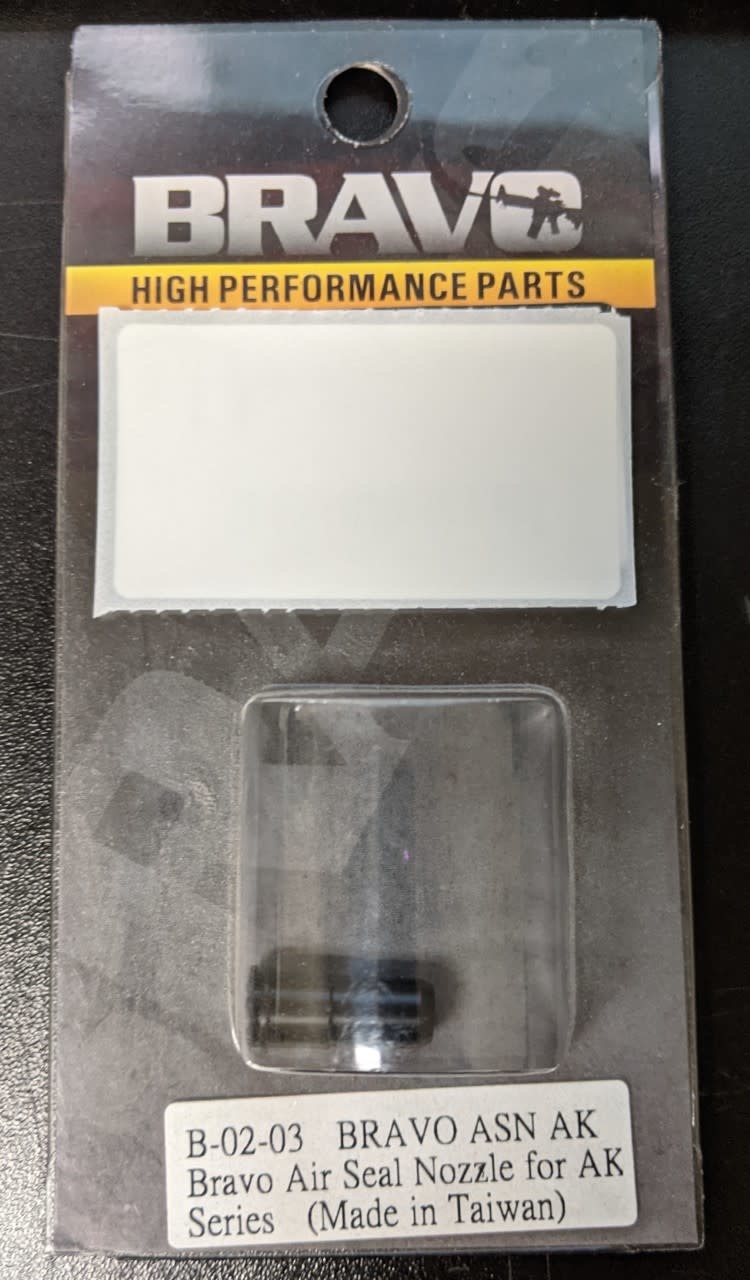 BRAVO
HIGH PERFORMANCE PARTS
B-02-03 BRAVO ASN AK
Bravo Air Seal Nozzle for AK
Series (Made in Taiwan)